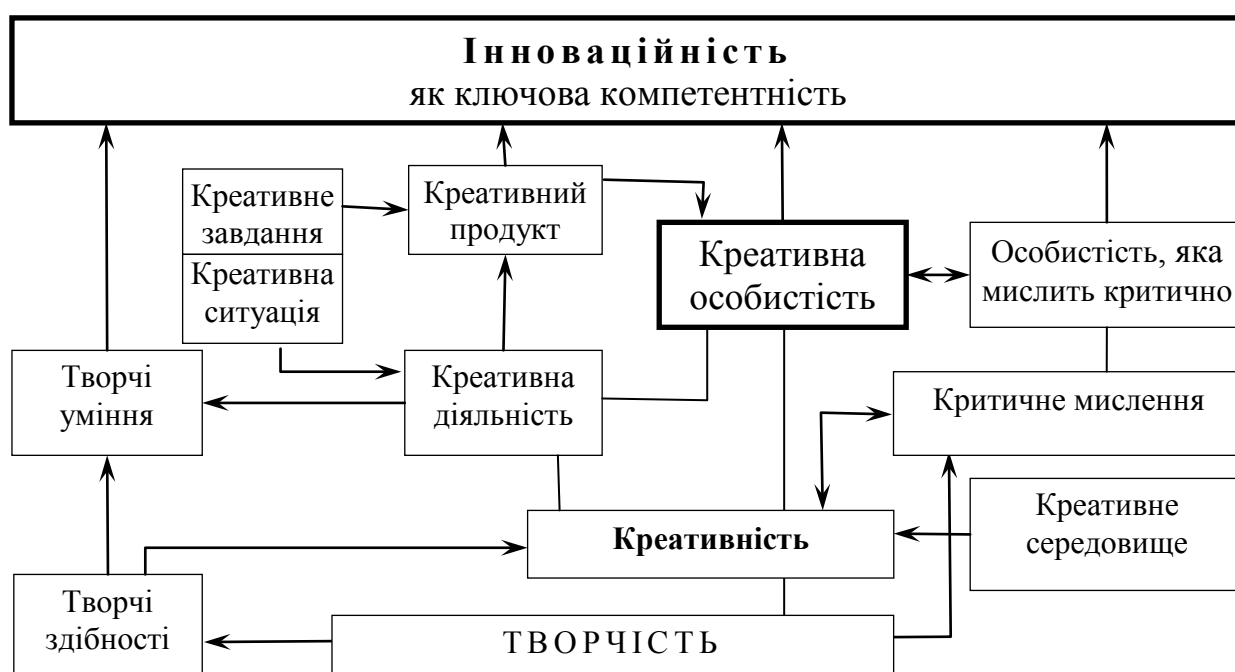 Інноваційність
як ключова компетентність
Креативне
завдання
Креативний
продукт
Креативна
ситуація
Креативна
особистість
Особистість, яка
мислить критично
Творчі
уміння
Креативна
діяльність
Критичне мислення
Креативність
Креативне
середовище
Творчі
здібності
ТВОРЧІСТЬ